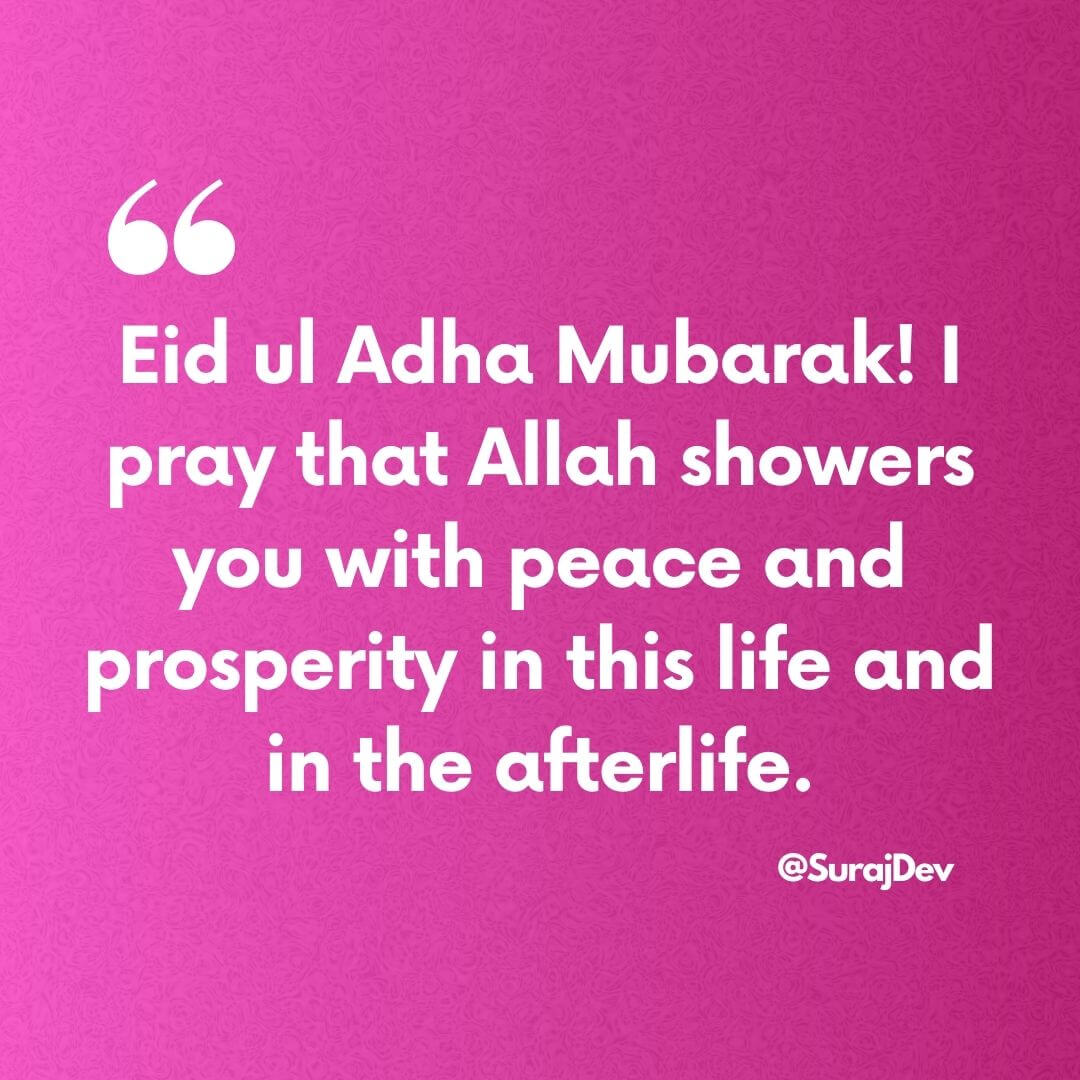 “
Eid ul Adha Mubarak! I
pray that Allah showers
you with peace and
prosperity in this life and
in the afterlife.
@SurajDev